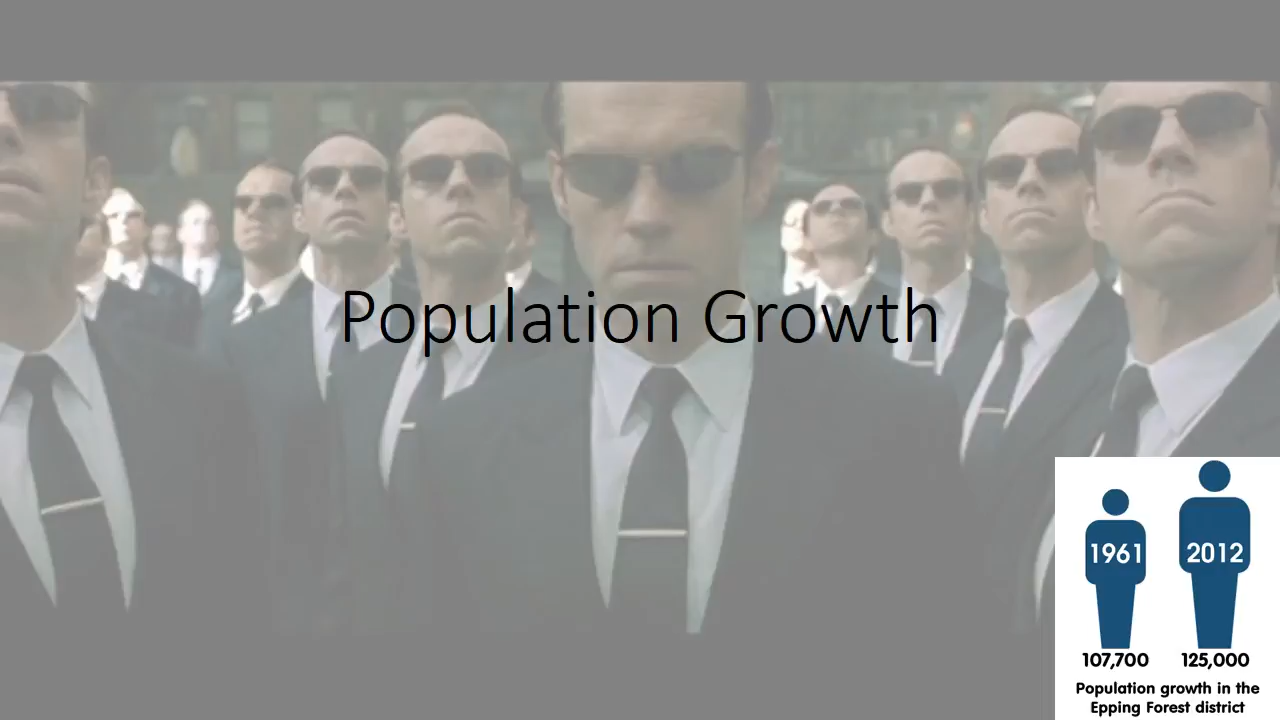 Population Growth
1961 2012
107,700 125,000
Population growth in the
Epping Forest district